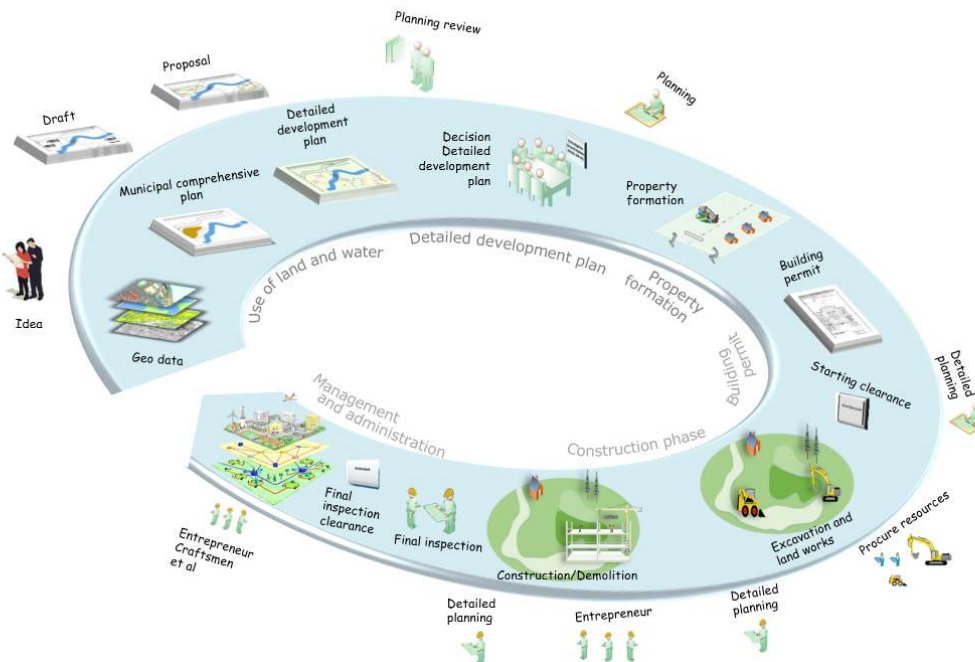 Planning review
Proposal
Planning
Draft
Detailed
development
plan
Decision
Detailed
development
plan
Municipal comprehensive
plan
Property
formation
Building
permit
Idea
Geo data
Use of land and water
Detailed development plan
Property
formation
Building
permit
Construction phase
Management
and administration
Starting clearance
Detailed
planning
Excavation and
land works
Procure resources
Construction/Demolition
Final inspection
Final
inspection
clearance
Entrepreneur
Craftsmen
et al
Detailed
planning
Entrepreneur
Detailed
planning